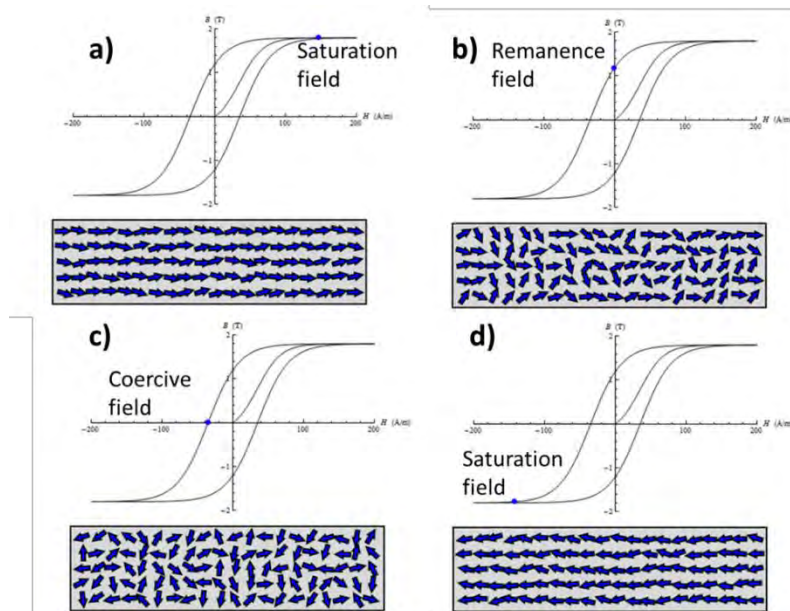 a)
B (T)
2
1
-1
-2
-200
-100
100
200
H (A/m)
Saturation
field
b)
B (T)
2
1
-1
-2
-200
-100
100
200
H (A/m)
Remanence
field
c)
B (T)
2
1
-1
-2
-200
-100
100
200
H (A/m)
Coercive
field
d)
B (T)
2
1
-1
-2
-200
-100
100
200
H (A/m)
Saturation
field